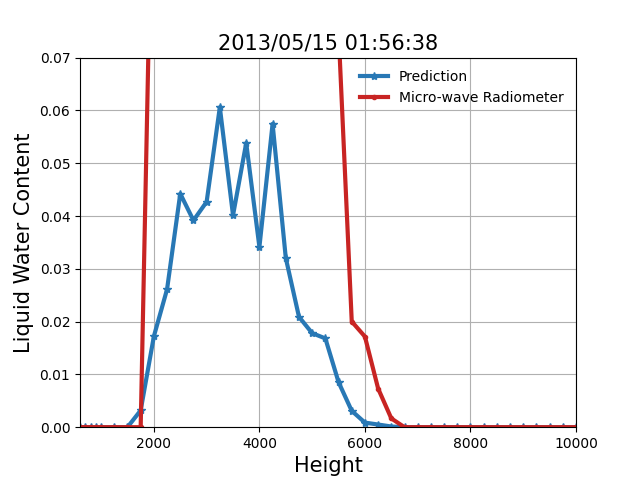 2013/05/15 01:56:38
Prediction
Micro-wave Radiometer
Liquid Water Content
0.07
0.06
0.05
0.04
0.03
0.02
0.01
0.00
2000 4000 6000 8000 10000
Height